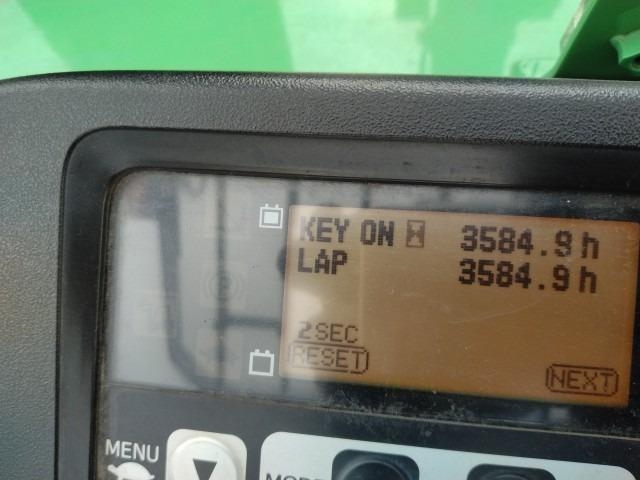 KEY ON 3584.9h
LAP 3584.9h
2SEC
RESET
NEXT
MENU